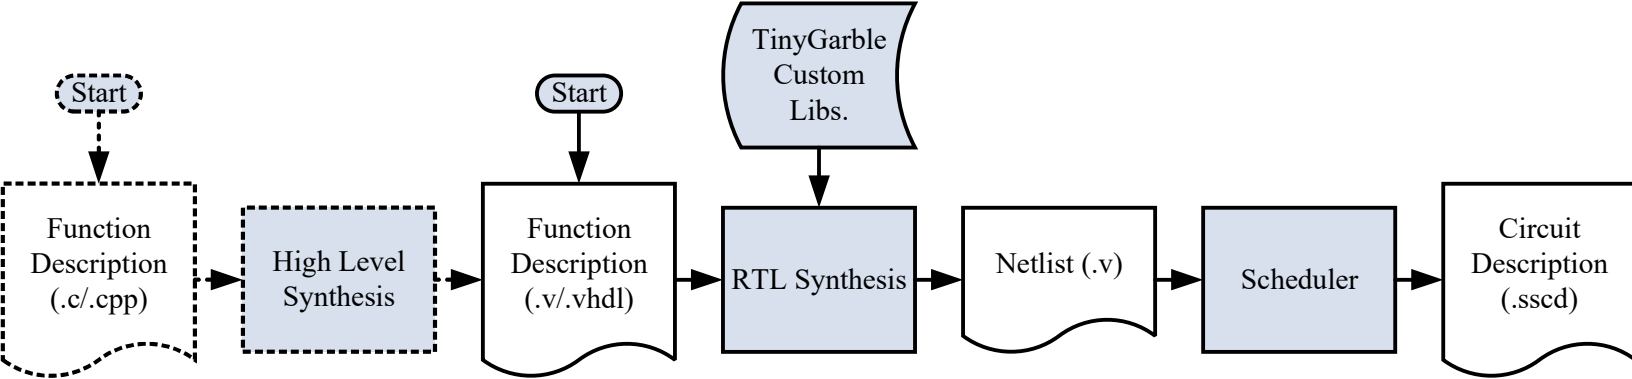 Start
Function
Description
(.c/.cpp)
High Level
Synthesis
Start
Function
Description
(.v/.vhdl)
TinyGarble
Custom
Libs.
RTL Synthesis
Netlist (.v)
Scheduler
Circuit
Description
(.sscd)